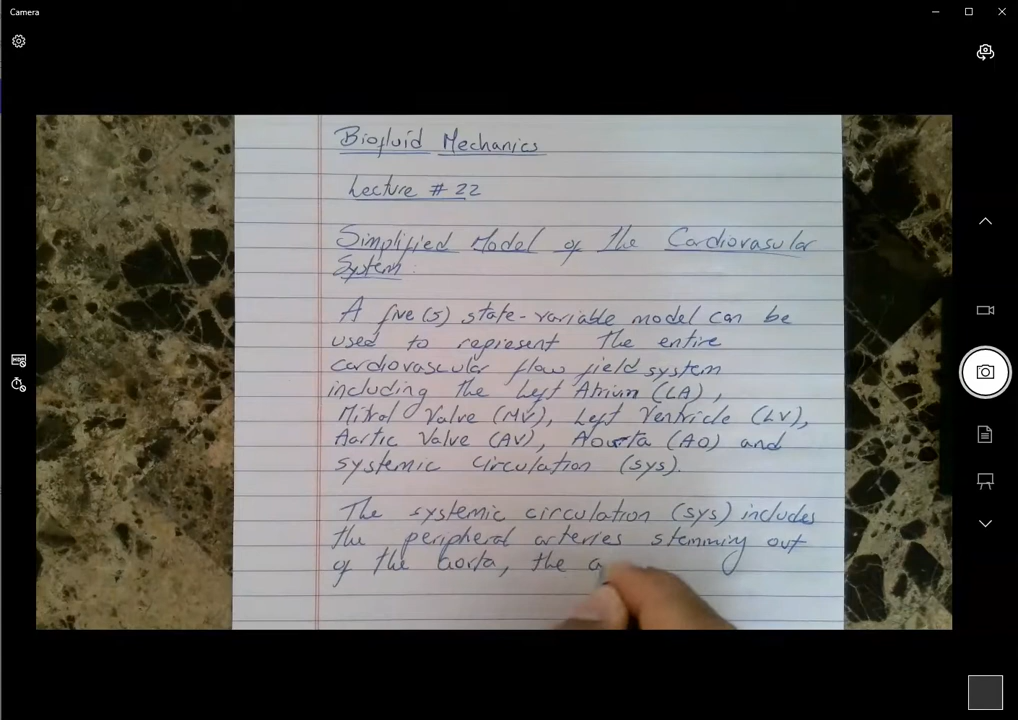 Camera
Biofluid Mechanics
Lecture # 22
Simplified Model of the Cardiovasular
System:
A five(5) state-variable model can be
used to represent the entire
cardiovascular flow field system
including the Left Atrium (LA),
Mitral Valve (MV), Left Ventricle (LV),
Aartic Valve (AV), Aourta (AO) and
systemic circulation (sys).
The systemic circulation (sys) includes
the peripheral arteries stemming out
of the aorta, the a